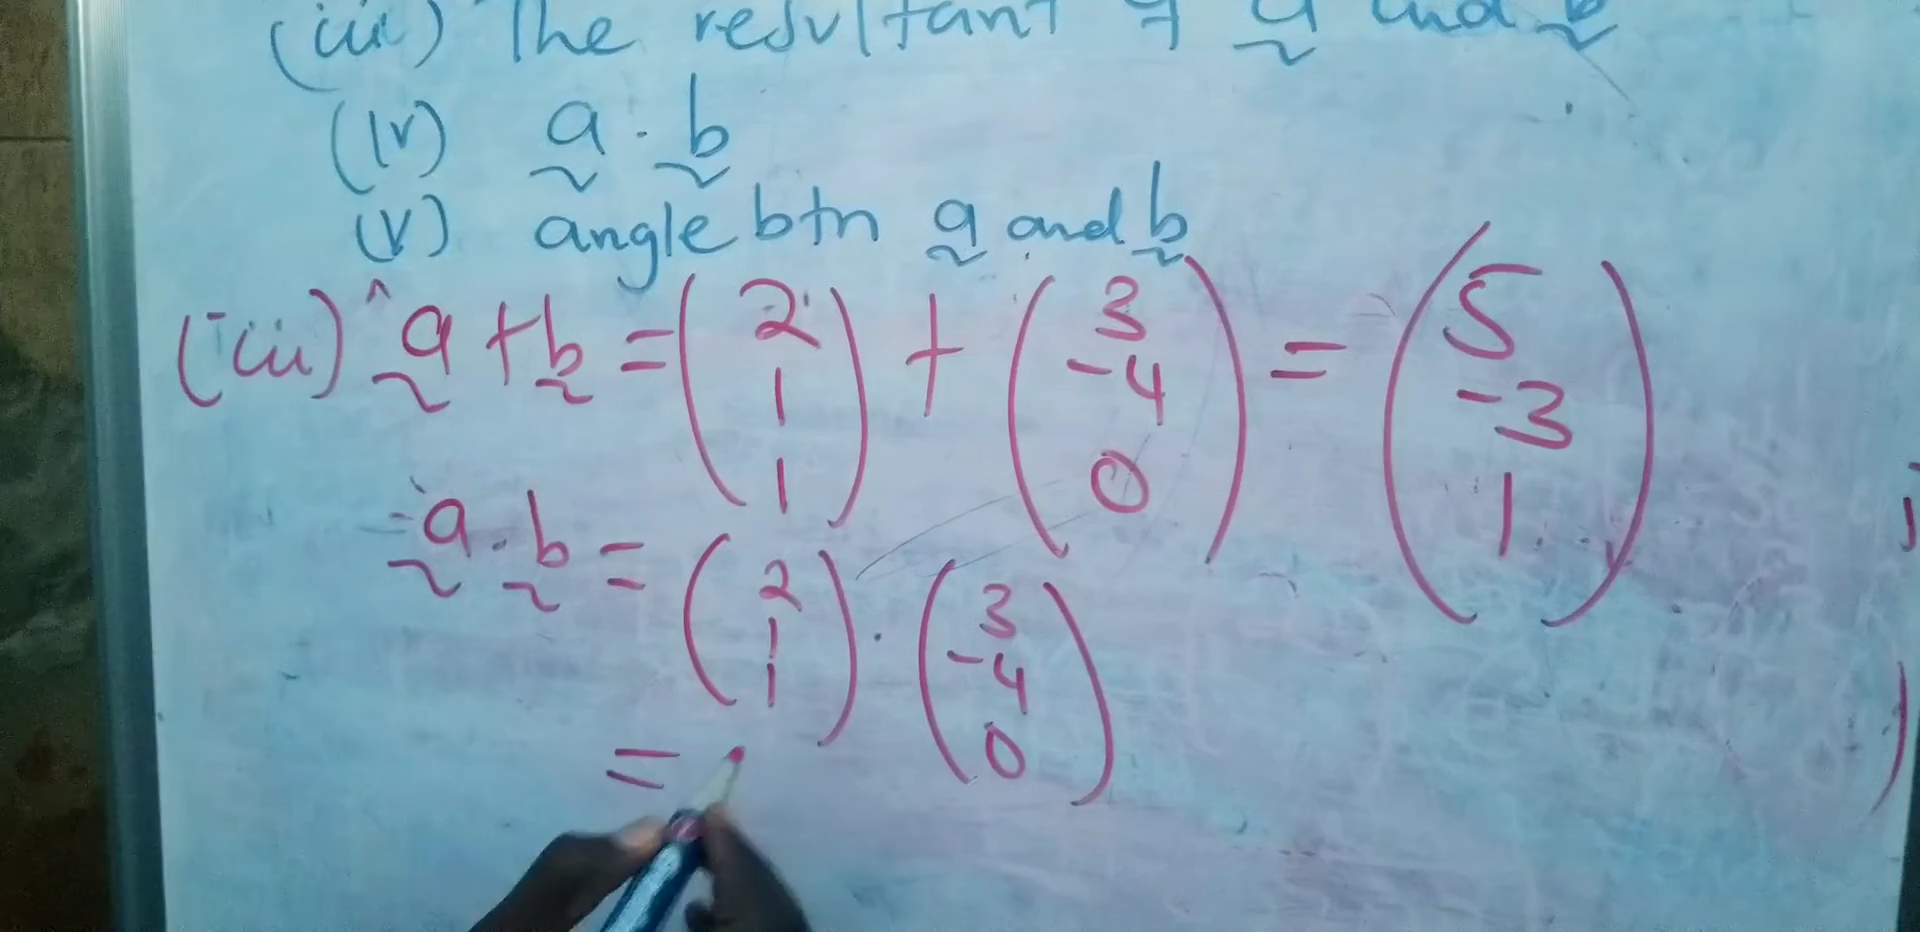 (iii) The resultant of a and b
(iv) a . b
(v) angle btn a and b
(iii) a + b = (2 1 1) + (3 -4 0) = (5 -3 1)
a . b = (2 1 1) . (3 -4 0)
=